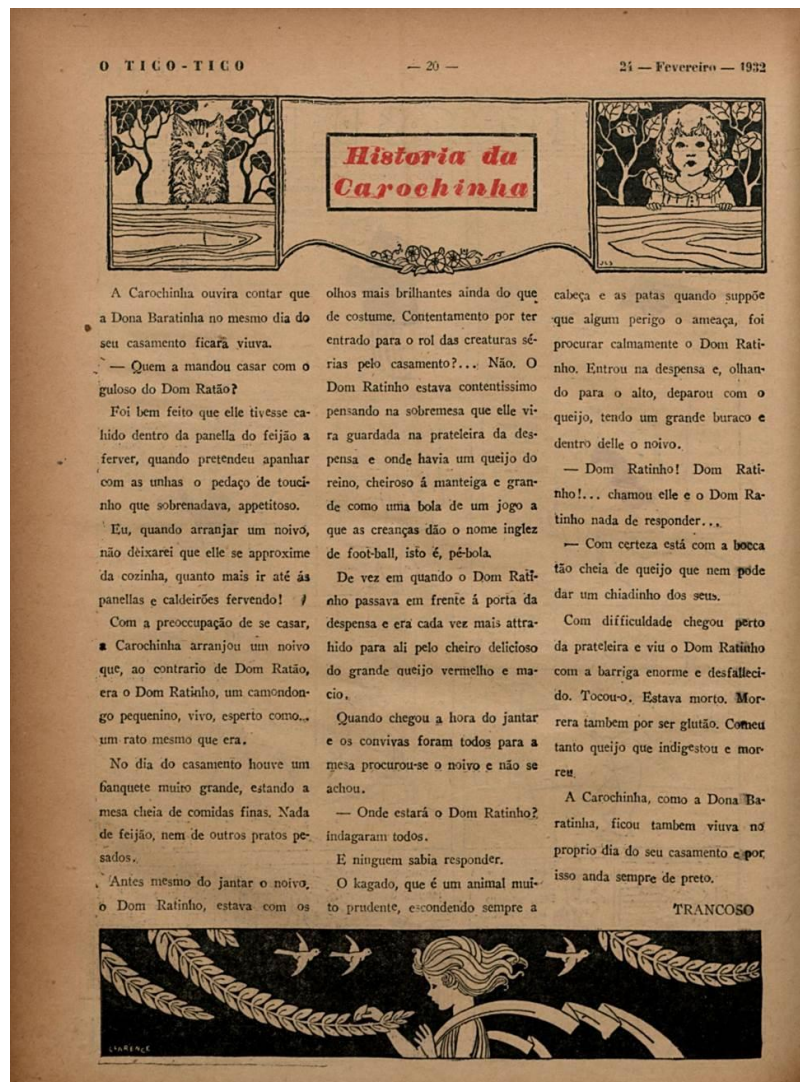 O TICO-TICO
— 20 —
24 — Fevereiro — 1932
Historia da
Carochinha
A Carochinha ouvira contar que
a Dona Baratinha no mesmo dia do
seu casamento ficara viuva.
— Quem a mandou casar com o
guloso do Dom Ratão?
Foi bem feito que elle tivesse ca-
hido dentro da panella do feijão a
ferver, quando pretendeu apanhar
com as unhas o pedaço de touci-
nho que sobrenadava, appetitoso.
Eu, quando arranjar um noivo,
não deixarei que elle se approxime
da cozinha, quanto mais ir até ás
panellas e caldeirões fervendo!
Com a preoccupação de se casar,
a Carochinha arranjou um noivo
que, ao contrario de Dom Ratão,
era o Dom Ratinho, um camondon-
go pequenino, vivo, esperto como...
um rato mesmo que era.
No dia do casamento houve um
banquete muiro grande, estando a
mesa cheia de comidas finas. Nada
de feijão, nem de outros pratos pe-
sados.
Antes mesmo do jantar o noivo,
o Dom Ratinho, estava com os
olhos mais brilhantes ainda do que
de costume. Contentamento por ter
entrado para o rol das creaturas sé-
rias pelo casamento?... Não. O
Dom Ratinho estava contentissimo
pensando na sobremesa que elle vi-
ra guardada na prateleira da des-
pensa e onde havia um queijo do
reino, cheiroso á manteiga e gran-
de como uma bola de um jogo a
que as creanças dão o nome inglez
de foot-ball, isto é, pé-bola.
De vez em quando o Dom Rati-
nho passava em frente á porta da
despensa e era cada vez mais attra-
hido para ali pelo cheiro delicioso
do grande queijo vermelho e ma-
cio.
Quando chegou a hora do jantar
e os convivas foram todos para a
mesa procurou-se o noivo e não se
achou.
— Onde estará o Dom Ratinho?
indagaram todos.
E ninguem sabia responder.
O kagado, que é um animal mui-
to prudente, escondendo sempre a
cabeça e as patas quando suppõe
que algum perigo o ameaça, foi
procurar calmamente o Dom Rati-
nho. Entrou na despensa e, olhan-
do para o alto, deparou com o
queijo, tendo um grande buraco e
dentro delle o noivo.
— Dom Ratinho! Dom Rati-
nho!... chamou elle e o Dom Ra-
tinho nada de responder...
— Com certeza está com a bocca
tão cheia de queijo que nem póde
dar um chiadinho dos seus.
Com difficuldade chegou perto
da prateleira e viu o Dom Ratinho
com a barriga enorme e desfalleci-
do. Tocou-o. Estava morto. Mor-
rera tambem por ser glutão. Comeu
tanto queijo que indigestou e mor-
reu.
A Carochinha, como a Dona Ba-
ratinha, ficou tambem viuva no
proprio dia do seu casamento e por
isso anda sempre de preto.
TRANCOSO
CLARENCE